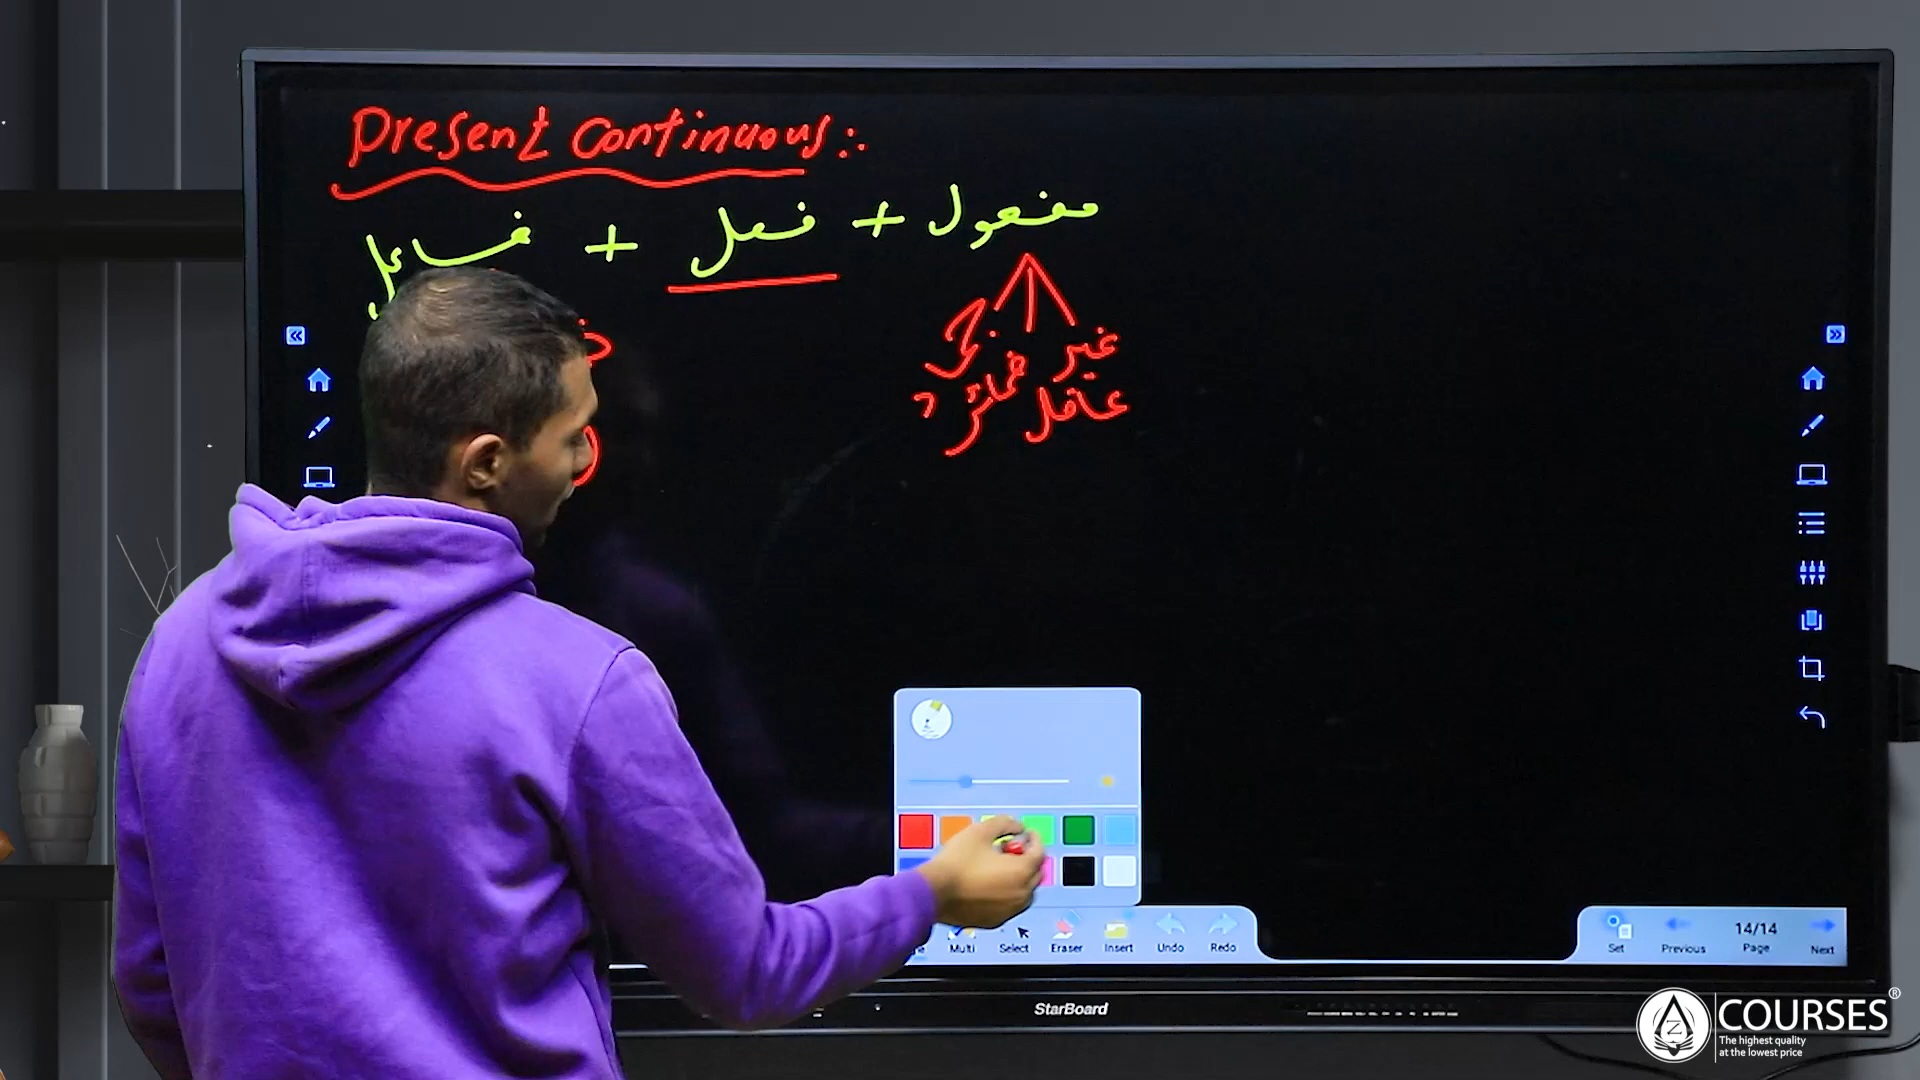 Present Continuous:
فاعل + فعل + مفعول
غير
ضمائر
عاقل
Multi
Select
Eraser
Insert
Undo
Redo
Set
Previous
14/14
Page
Next
StarBoard
COURSES®
The highest quality
at the lowest price